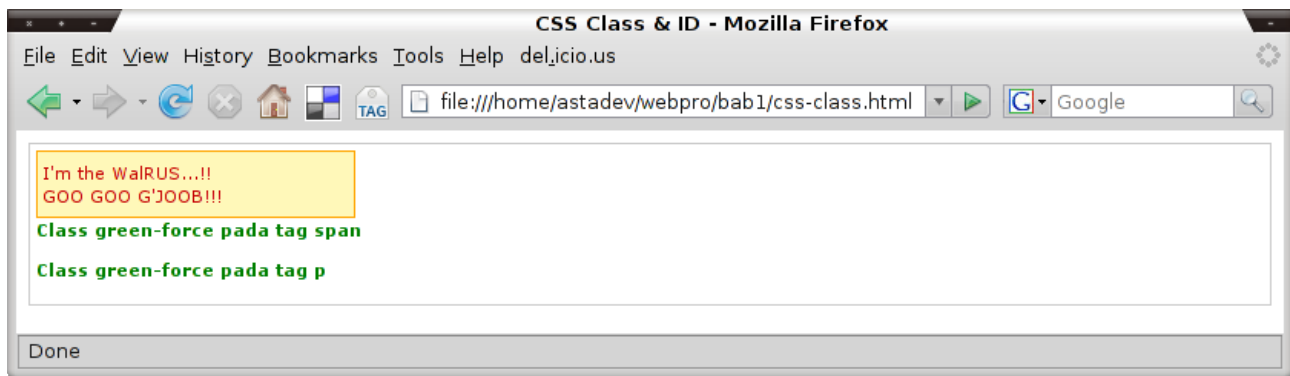 CSS Class & ID - Mozilla Firefox
File Edit View History Bookmarks Tools Help del.icio.us
TAG file:///home/astadev/webpro/bab1/css-class.html G Google
I'm the WalRUS...!!
GOO GOO G'JOOB!!!
Class green-force pada tag span
Class green-force pada tag p
Done